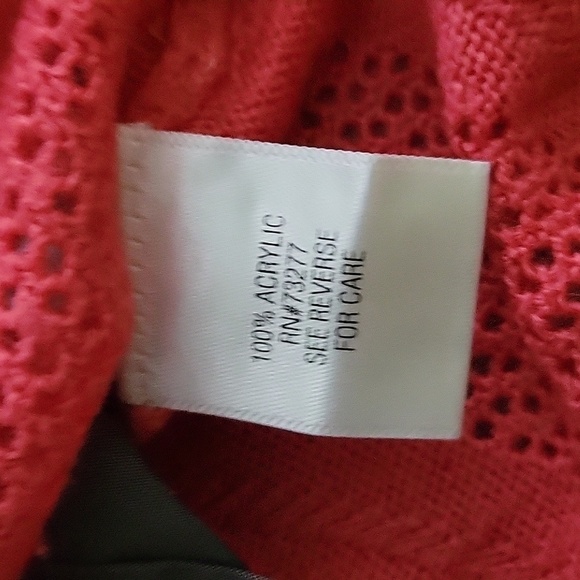 100% ACRYLIC
RN#73277
SEE REVERSE
FOR CARE